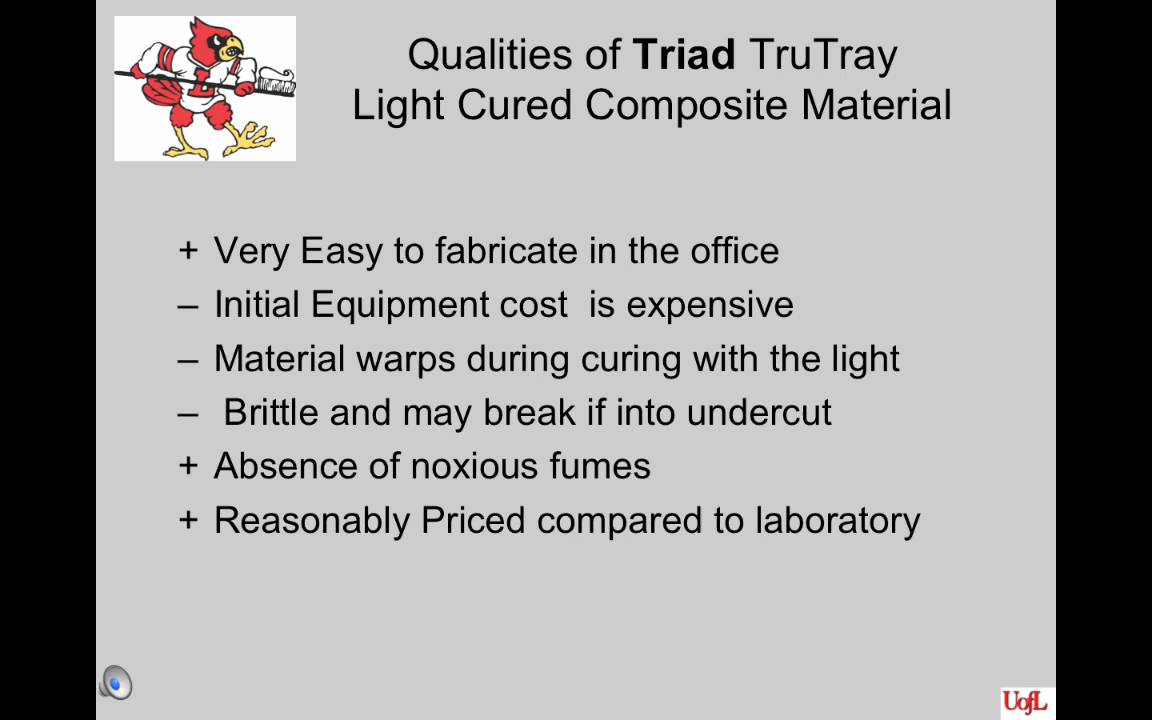 Qualities of Triad TruTray
Light Cured Composite Material
+ Very Easy to fabricate in the office
– Initial Equipment cost  is expensive
– Material warps during curing with the light
–  Brittle and may break if into undercut
+ Absence of noxious fumes
+ Reasonably Priced compared to laboratory
L
UofL